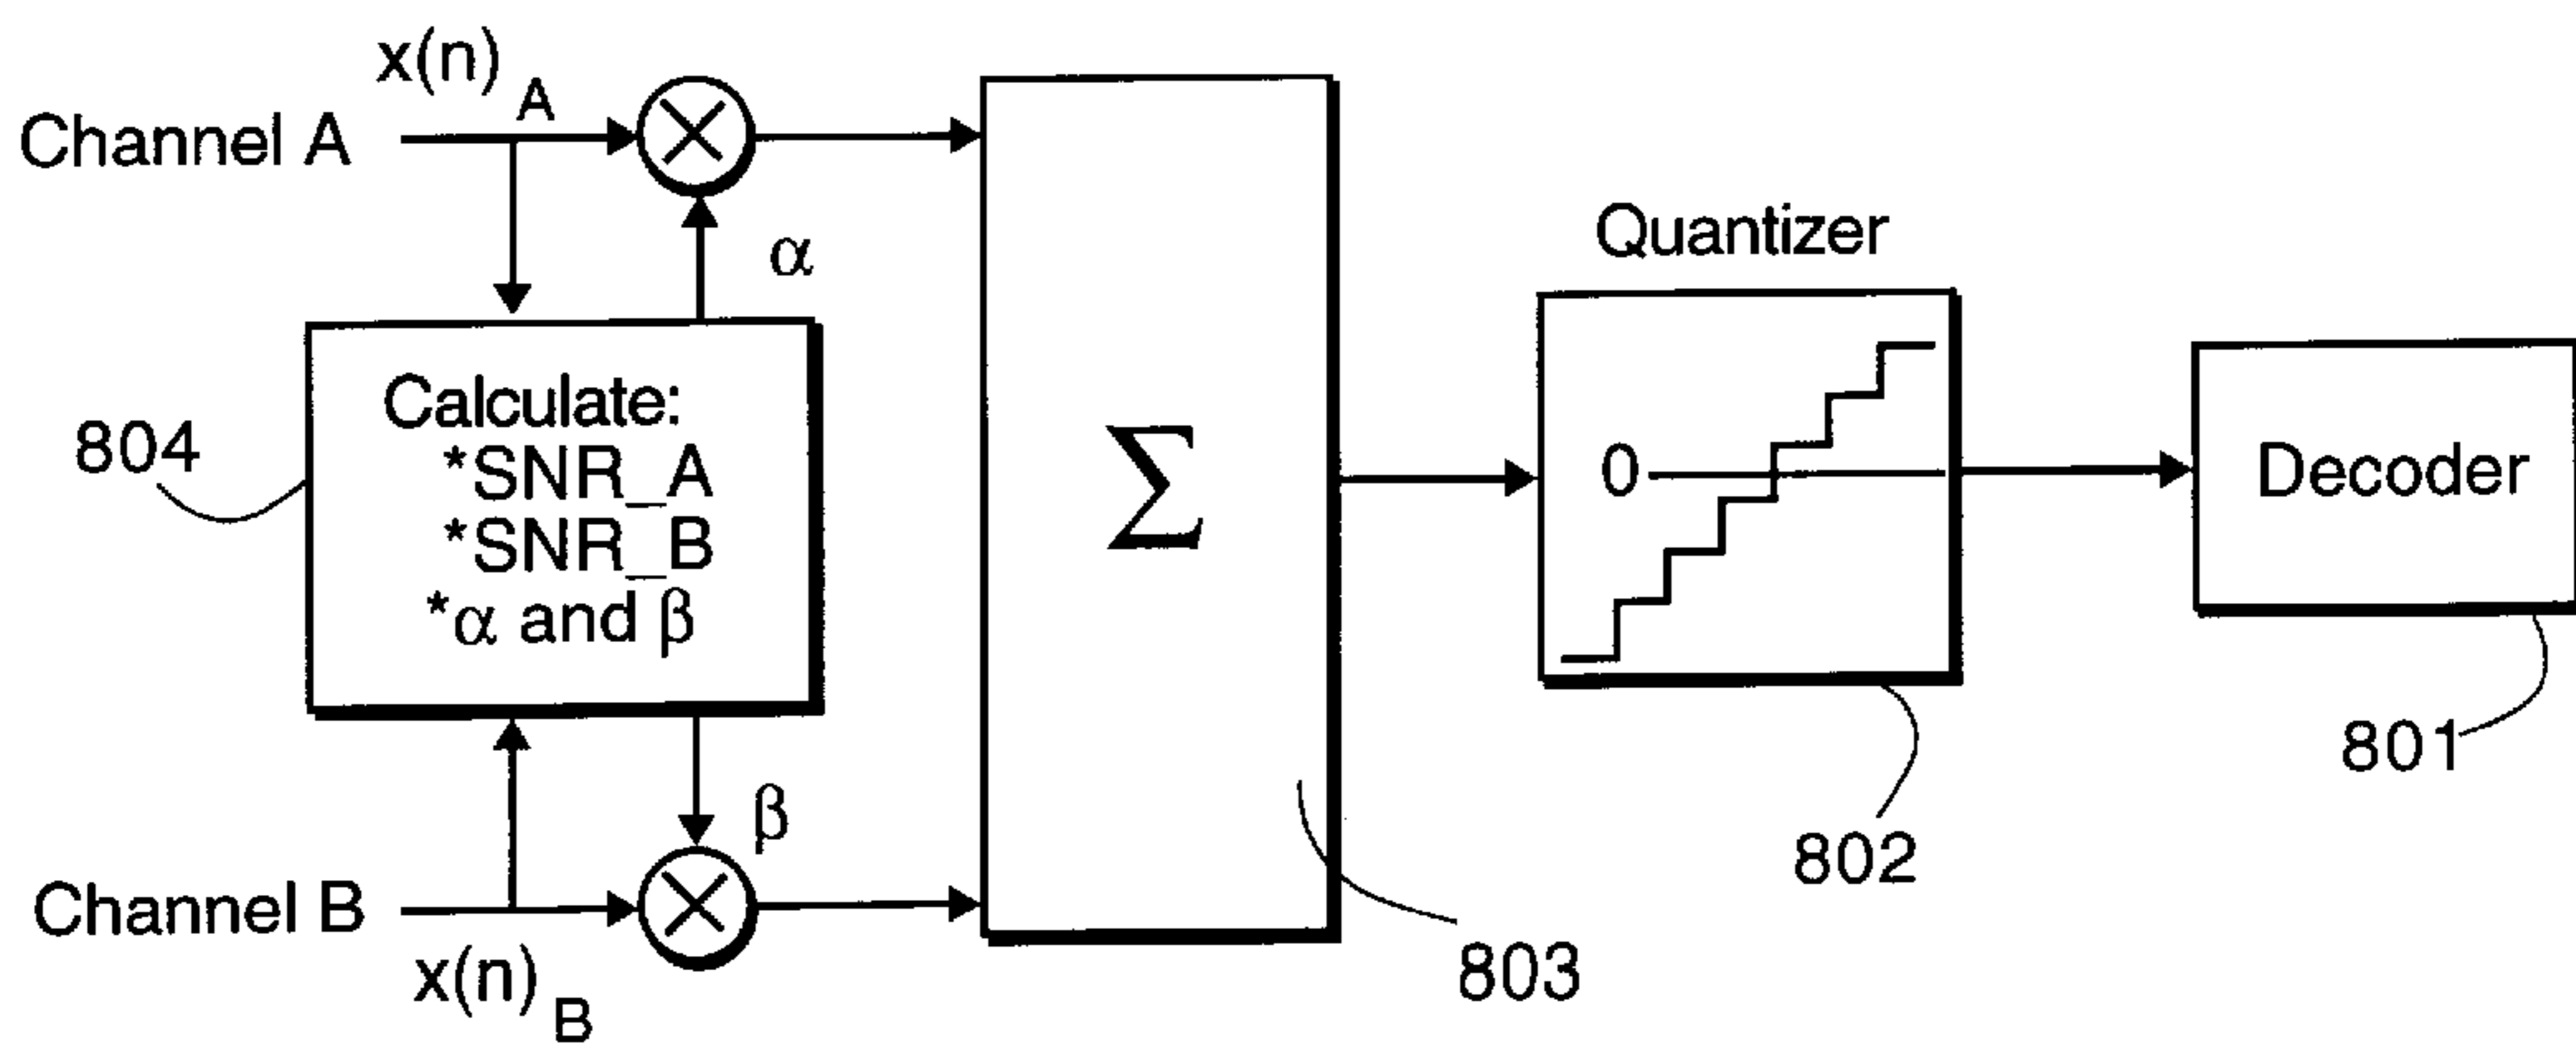 x(n) A
Channel A
α
Quantizer
Calculate:
*SNR_A
*SNR_B
*α and β
804
Σ
0
Decoder
801
802
β
Channel B
x(n) B
803